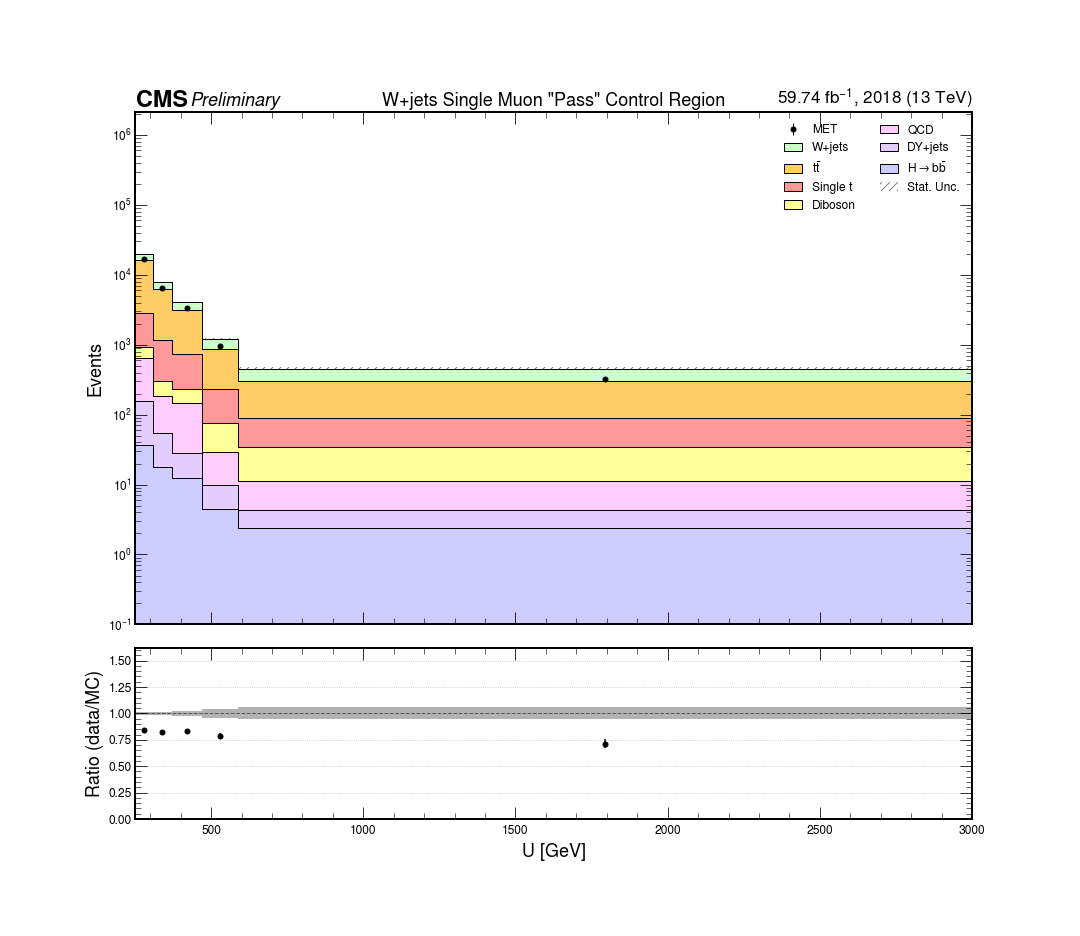 CMS Preliminary W+jets Single Muon "Pass" Control Region 59.74 fb⁻¹, 2018 (13 TeV)
MET QCD
W+jets DY+jets
tt̄ H→bb̄
Single t Stat. Unc.
Diboson
10⁶
10⁵
10⁴
10³
10²
10¹
10⁰
10⁻¹
Events
1.50
1.25
1.00
0.75
0.50
0.25
0.00
Ratio (data/MC)
500 1000 1500 2000 2500 3000
U [GeV]